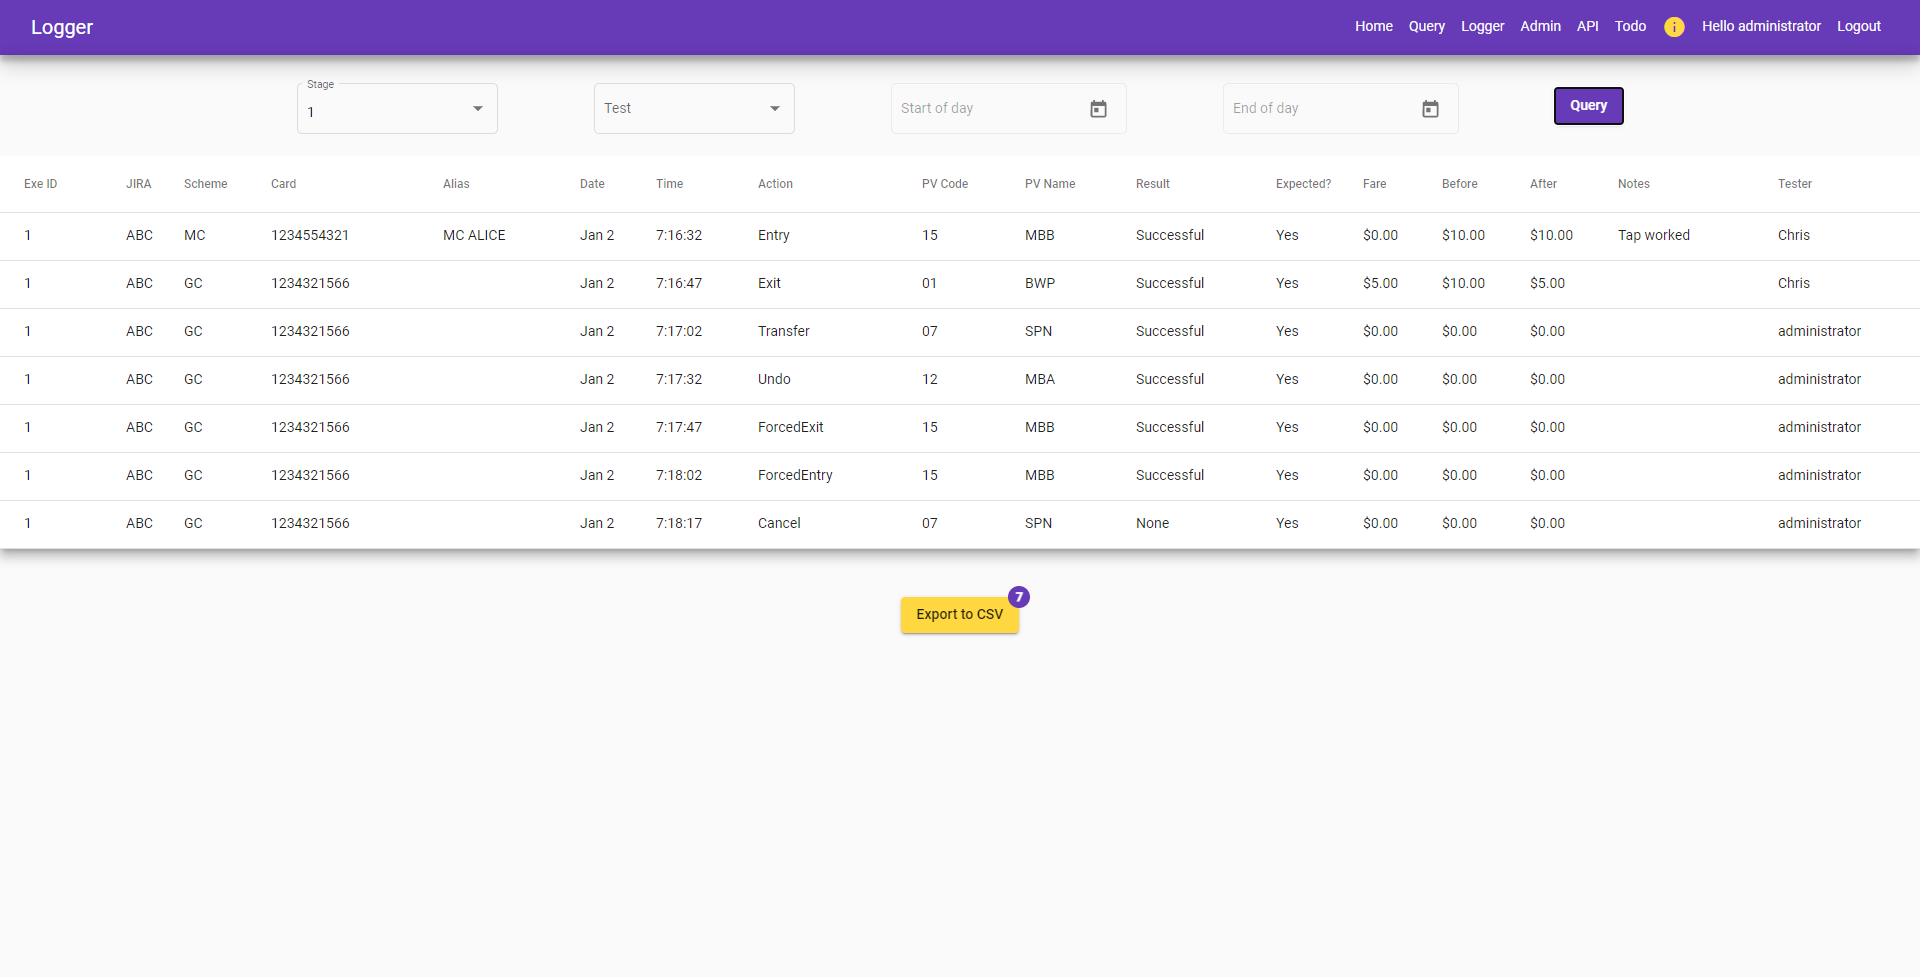 Logger
Home Query Logger Admin API Todo i Hello administrator Logout
Stage
1 Test Start of day End of day Query
Exe ID JIRA Scheme Card Alias Date Time Action PV Code PV Name Result Expected? Fare Before After Notes Tester
1 ABC MC 1234554321 MC ALICE Jan 2 7:16:32 Entry 15 MBB Successful Yes $0.00 $10.00 $10.00 Tap worked Chris
1 ABC GC 1234321566 Jan 2 7:16:47 Exit 01 BWP Successful Yes $5.00 $10.00 $5.00 Chris
1 ABC GC 1234321566 Jan 2 7:17:02 Transfer 07 SPN Successful Yes $0.00 $0.00 $0.00 administrator
1 ABC GC 1234321566 Jan 2 7:17:32 Undo 12 MBA Successful Yes $0.00 $0.00 $0.00 administrator
1 ABC GC 1234321566 Jan 2 7:17:47 ForcedExit 15 MBB Successful Yes $0.00 $0.00 $0.00 administrator
1 ABC GC 1234321566 Jan 2 7:18:02 ForcedEntry 15 MBB Successful Yes $0.00 $0.00 $0.00 administrator
1 ABC GC 1234321566 Jan 2 7:18:17 Cancel 07 SPN None Yes $0.00 $0.00 $0.00 administrator
7
Export to CSV